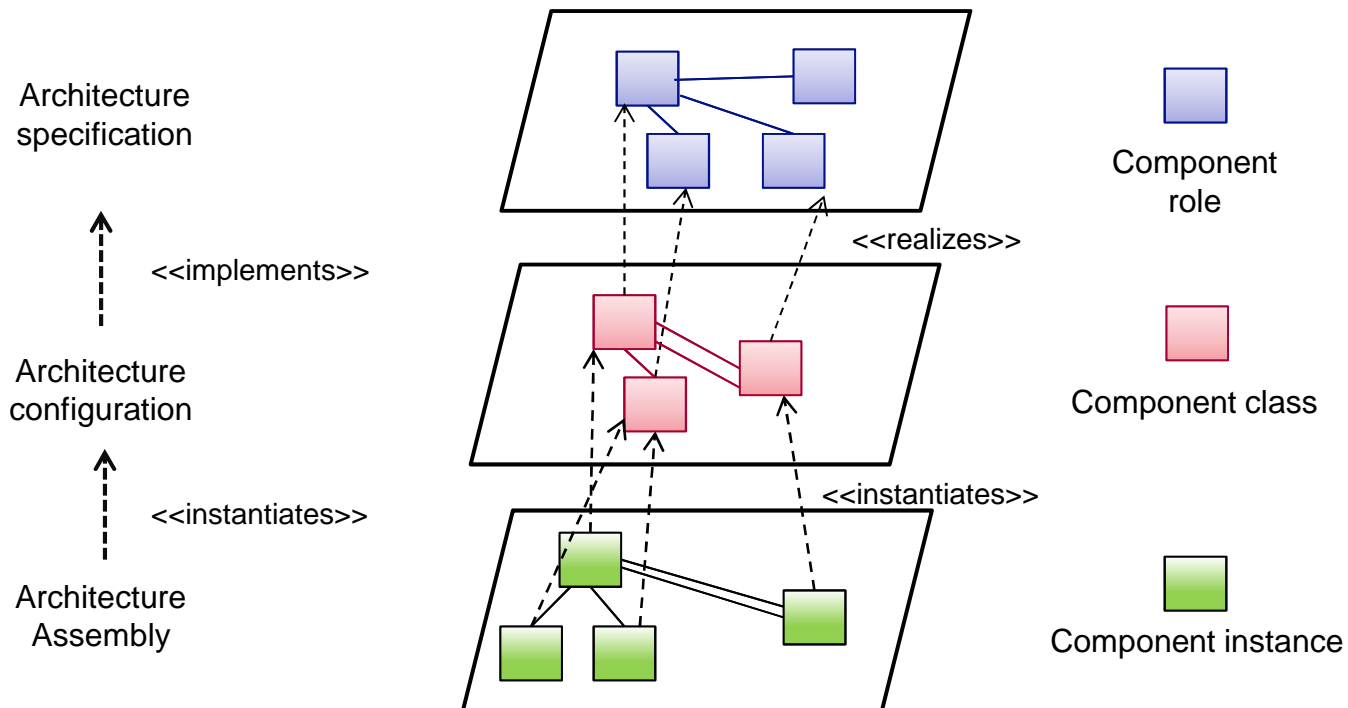 Architecture
specification
Component
role
<<realizes>>
<<implements>>
Architecture
configuration
Component class
<<instantiates>>
<<instantiates>>
Architecture
Assembly
Component instance